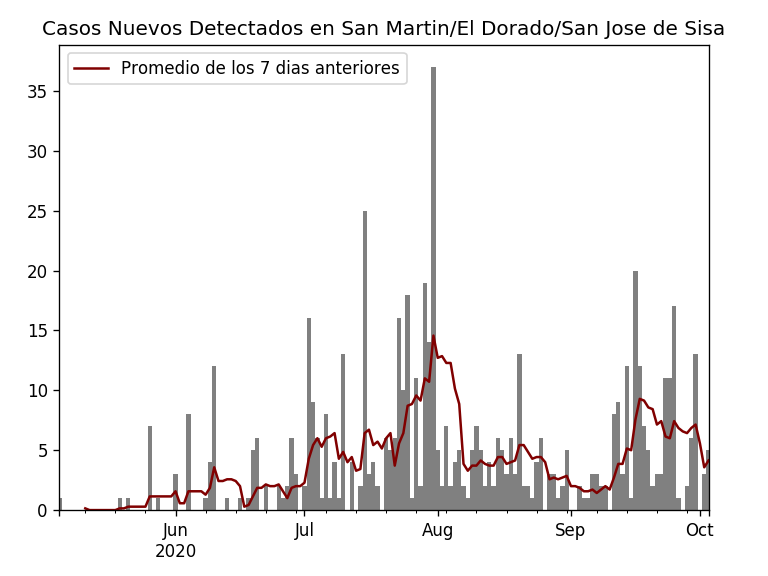 Casos Nuevos Detectados en San Martin/El Dorado/San Jose de Sisa
Promedio de los 7 dias anteriores
35
30
25
20
15
10
5
0
Jun
2020
Jul
Aug
Sep
Oct